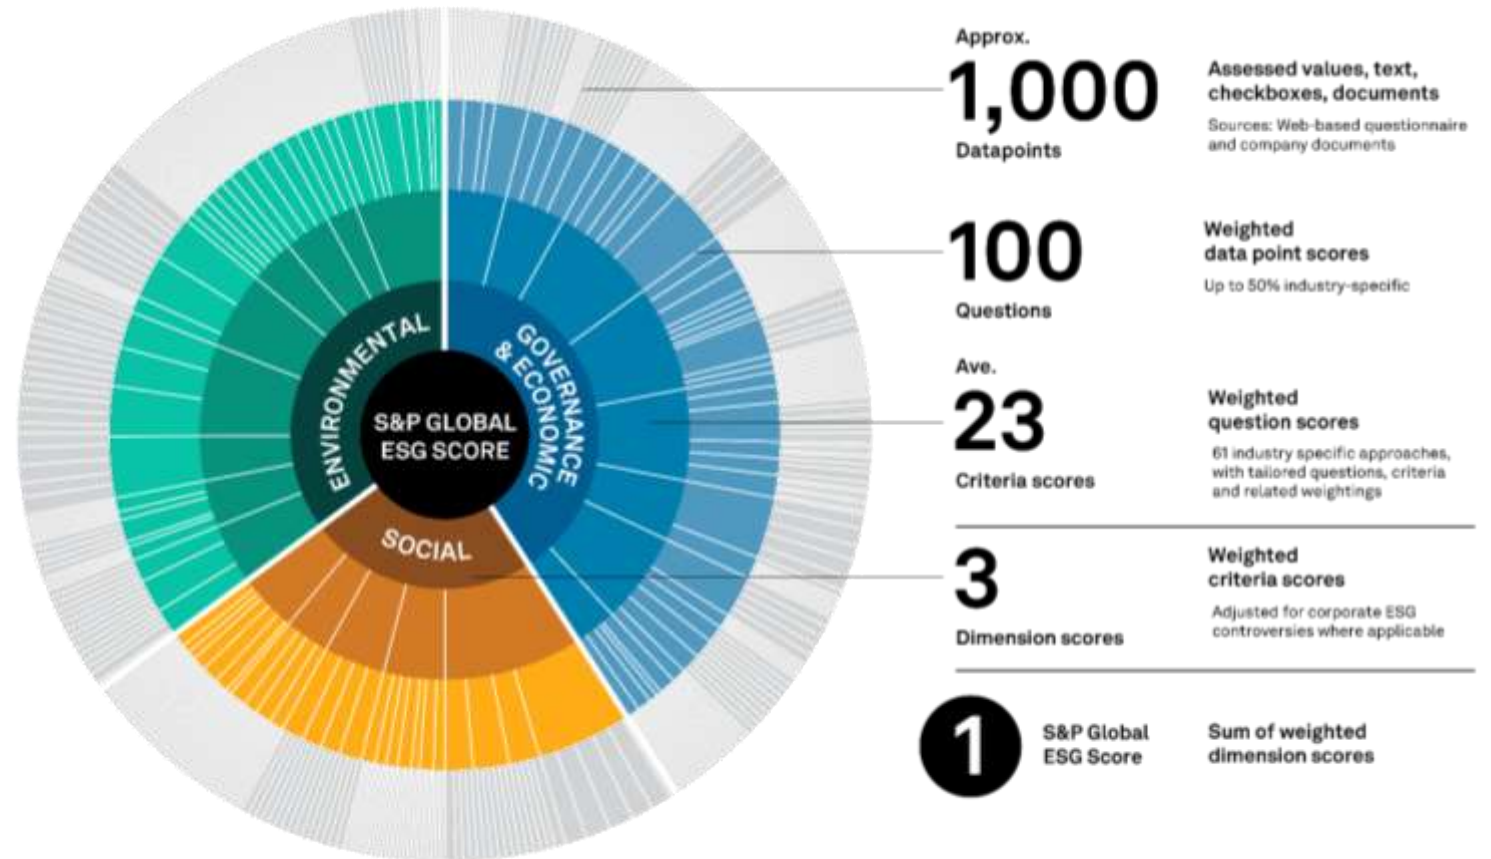 ENVIRONMENTAL
GOVERNANCE
& ECONOMIC
S&P GLOBAL
ESG SCORE
SOCIAL
Approx.
1,000
Datapoints
Assessed values, text,
checkboxes, documents
Sources: Web-based questionnaire
and company documents
100
Questions
Weighted
data point scores
Up to 50% industry-specific
Ave.
23
Criteria scores
Weighted
question scores
61 industry specific approaches,
with tailored questions, criteria
and related weightings
3
Dimension scores
Weighted
criteria scores
Adjusted for corporate ESG
controversies where applicable
1
S&P Global
ESG Score
Sum of weighted
dimension scores